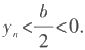 yₙ < b/2 < 0.